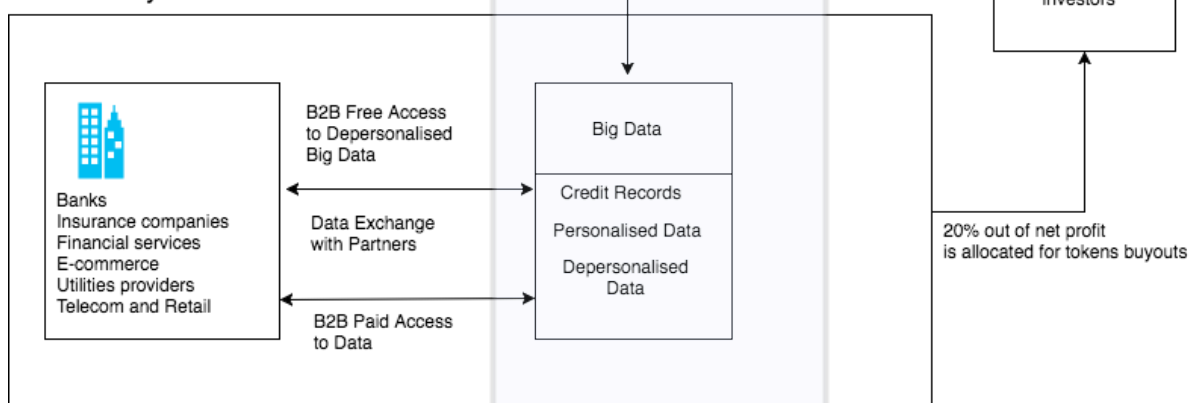 investors
B2B Free Access
to Depersonalised
Big Data
Big Data
Banks
Insurance companies
Financial services
E-commerce
Utilities providers
Telecom and Retail
Data Exchange
with Partners
Credit Records
Personalised Data
Depersonalised
Data
B2B Paid Access
to Data
20% out of net profit
is allocated for tokens buyouts